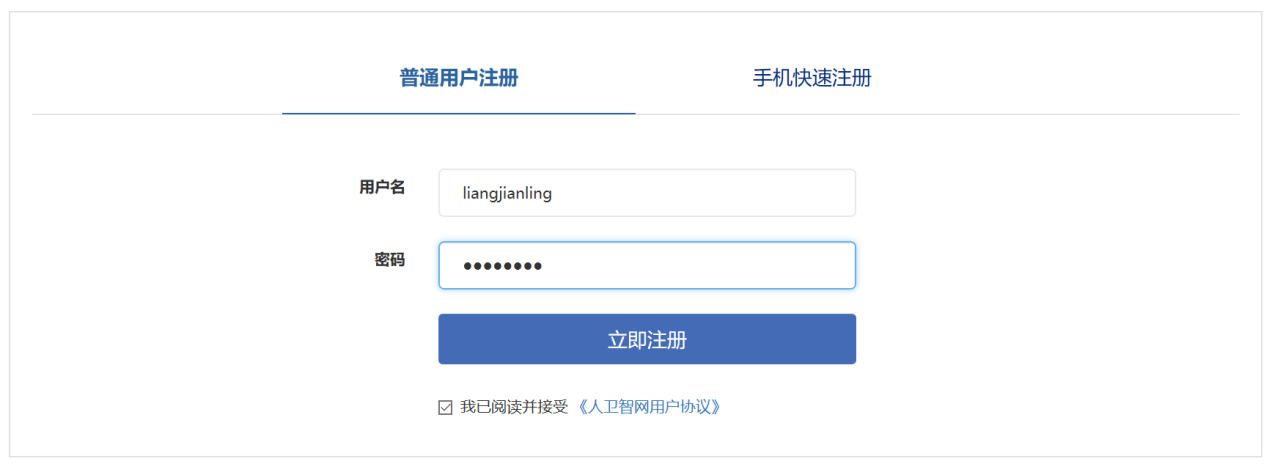 普通用户注册 手机快速注册
用户名 liangjianling
密码 ••••••••
立即注册
我已阅读并接受 《人卫智网用户协议》